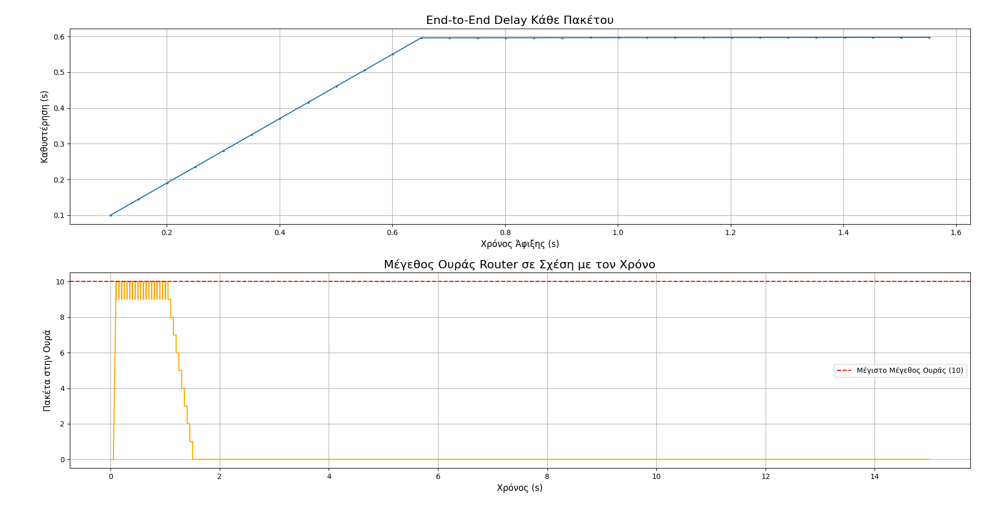 End-to-End Delay Κάθε Πακέτου
0.6
0.5
0.4
0.3
0.2
0.1
Καθυστέρηση (s)
0.2 0.4 0.6 0.8 1.0 1.2 1.4 1.6
Χρόνος Άφιξης (s)
Μέγεθος Ουράς Router σε Σχέση με τον Χρόνο
10
8
6
4
2
0
Πακέτα στην Ουρά
Μέγιστο Μέγεθος Ουράς (10)
0 2 4 6 8 10 12 14
Χρόνος (s)